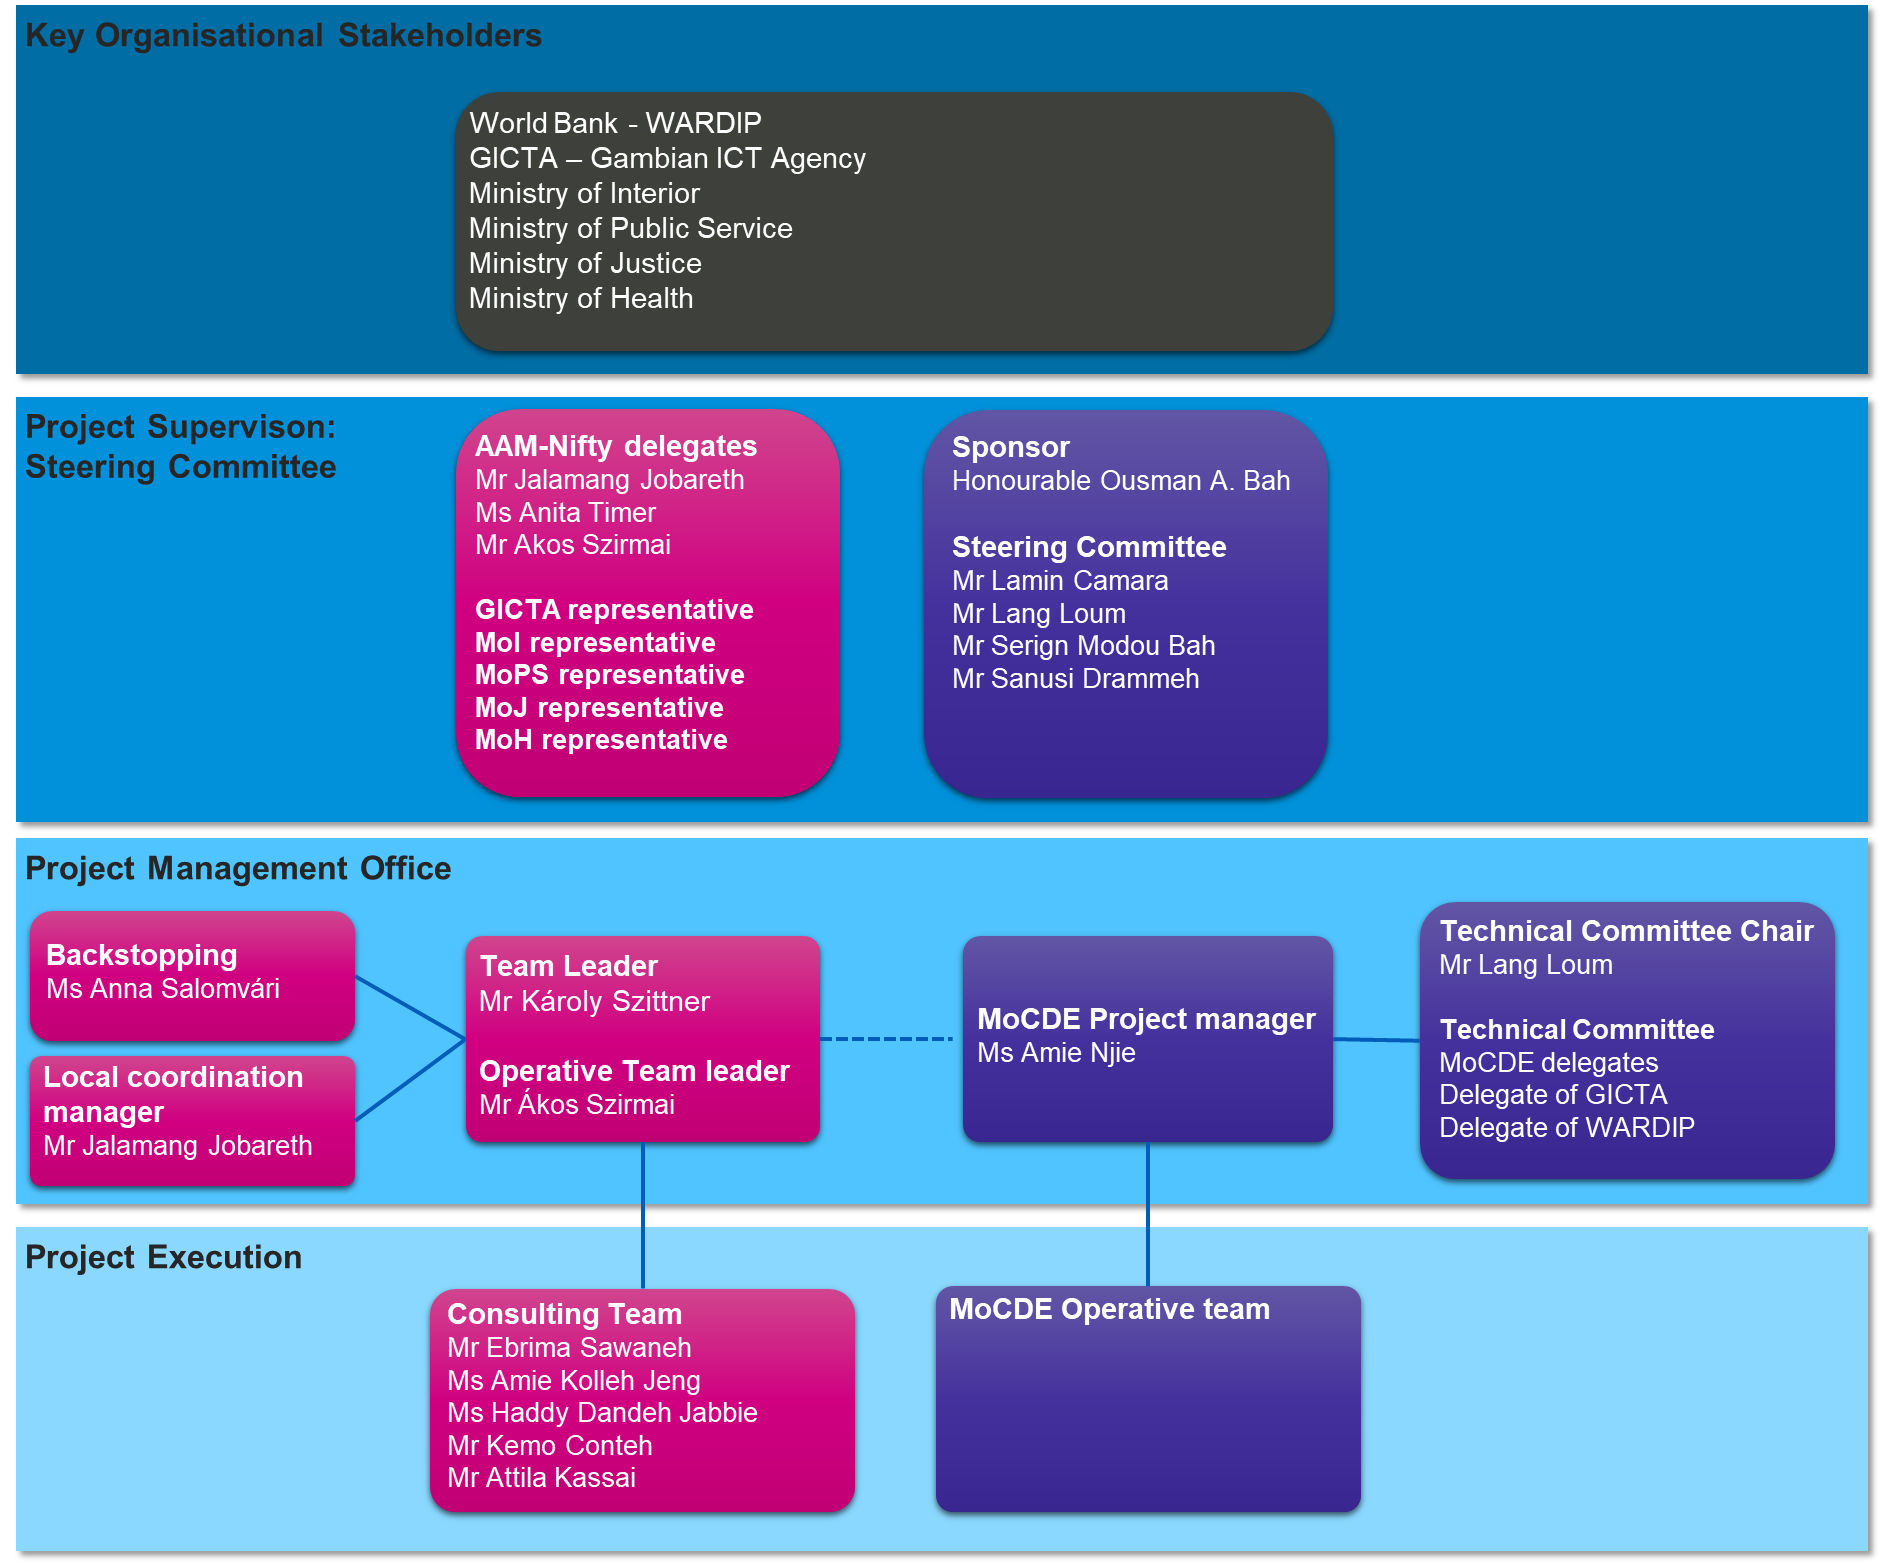 Key Organisational Stakeholders
World Bank - WARDIP
GICTA – Gambian ICT Agency
Ministry of Interior
Ministry of Public Service
Ministry of Justice
Ministry of Health
Project Supervison:
Steering Committee
AAM-Nifty delegates
Mr Jalamang Jobareth
Ms Anita Timer
Mr Akos Szirmai
GICTA representative
MoI representative
MoPS representative
MoJ representative
MoH representative
Sponsor
Honourable Ousman A. Bah
Steering Committee
Mr Lamin Camara
Mr Lang Loum
Mr Serign Modou Bah
Mr Sanusi Drammeh
Project Management Office
Backstopping
Ms Anna Salomvári
Local coordination
manager
Mr Jalamang Jobareth
Team Leader
Mr Károly Szittner
Operative Team leader
Mr Ákos Szirmai
MoCDE Project manager
Ms Amie Njie
Technical Committee Chair
Mr Lang Loum
Technical Committee
MoCDE delegates
Delegate of GICTA
Delegate of WARDIP
Project Execution
Consulting Team
Mr Ebrima Sawaneh
Ms Amie Kolleh Jeng
Ms Haddy Dandeh Jabbie
Mr Kemo Conteh
Mr Attila Kassai
MoCDE Operative team